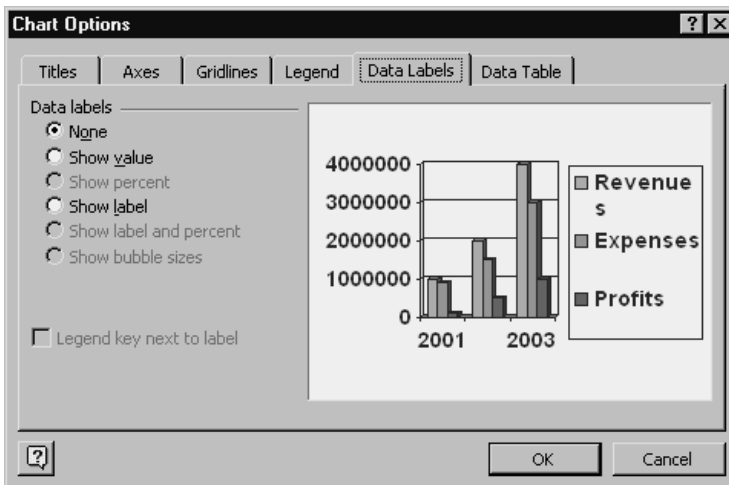 Chart Options
Titles Axes Gridlines Legend Data Labels Data Table
Data labels
None
Show value
Show percent
Show label
Show label and percent
Show bubble sizes
Legend key next to label
4000000
3000000
2000000
1000000
0
2001 2003
Revenue
s
Expenses
Profits
OK Cancel